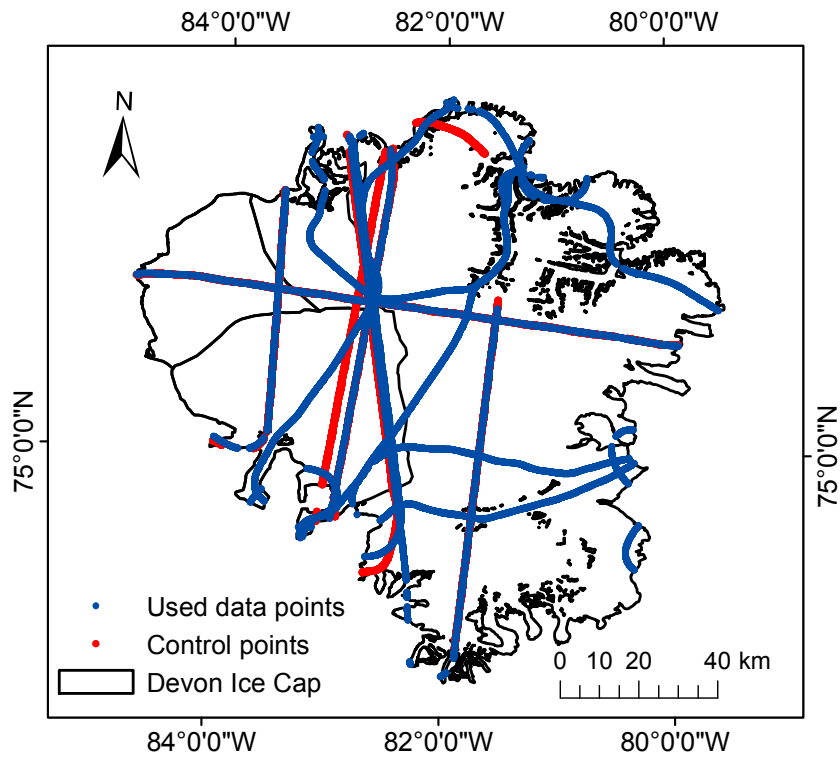 84°0'0"W 82°0'0"W 80°0'0"W
N
75°0'0"N 75°0'0"N
Used data points
Control points
Devon Ice Cap
0 10 20 40 km
84°0'0"W 82°0'0"W 80°0'0"W